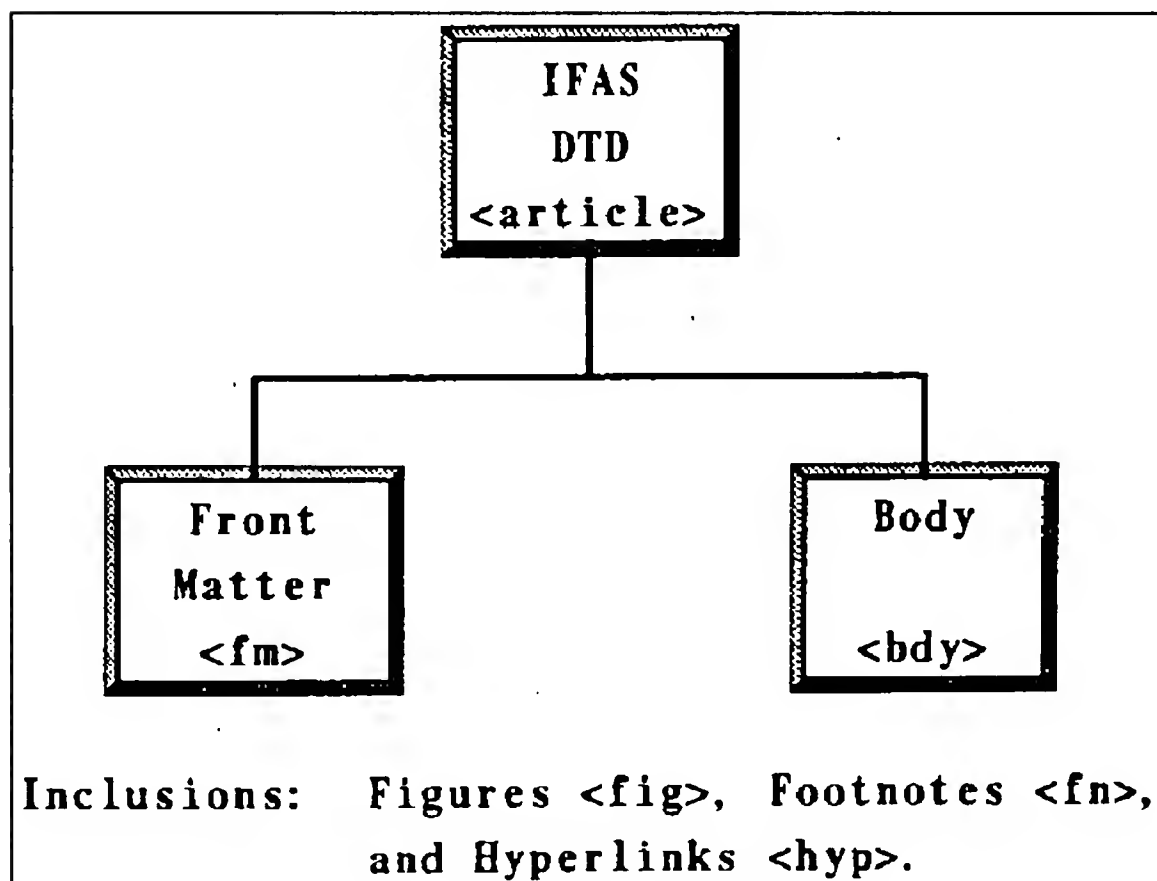 IFAS
DTD
<article>
Front
Matter
<fm>
Body
<bdy>
Inclusions: Figures <fig>, Footnotes <fn>,
and Hyperlinks <hyp>.